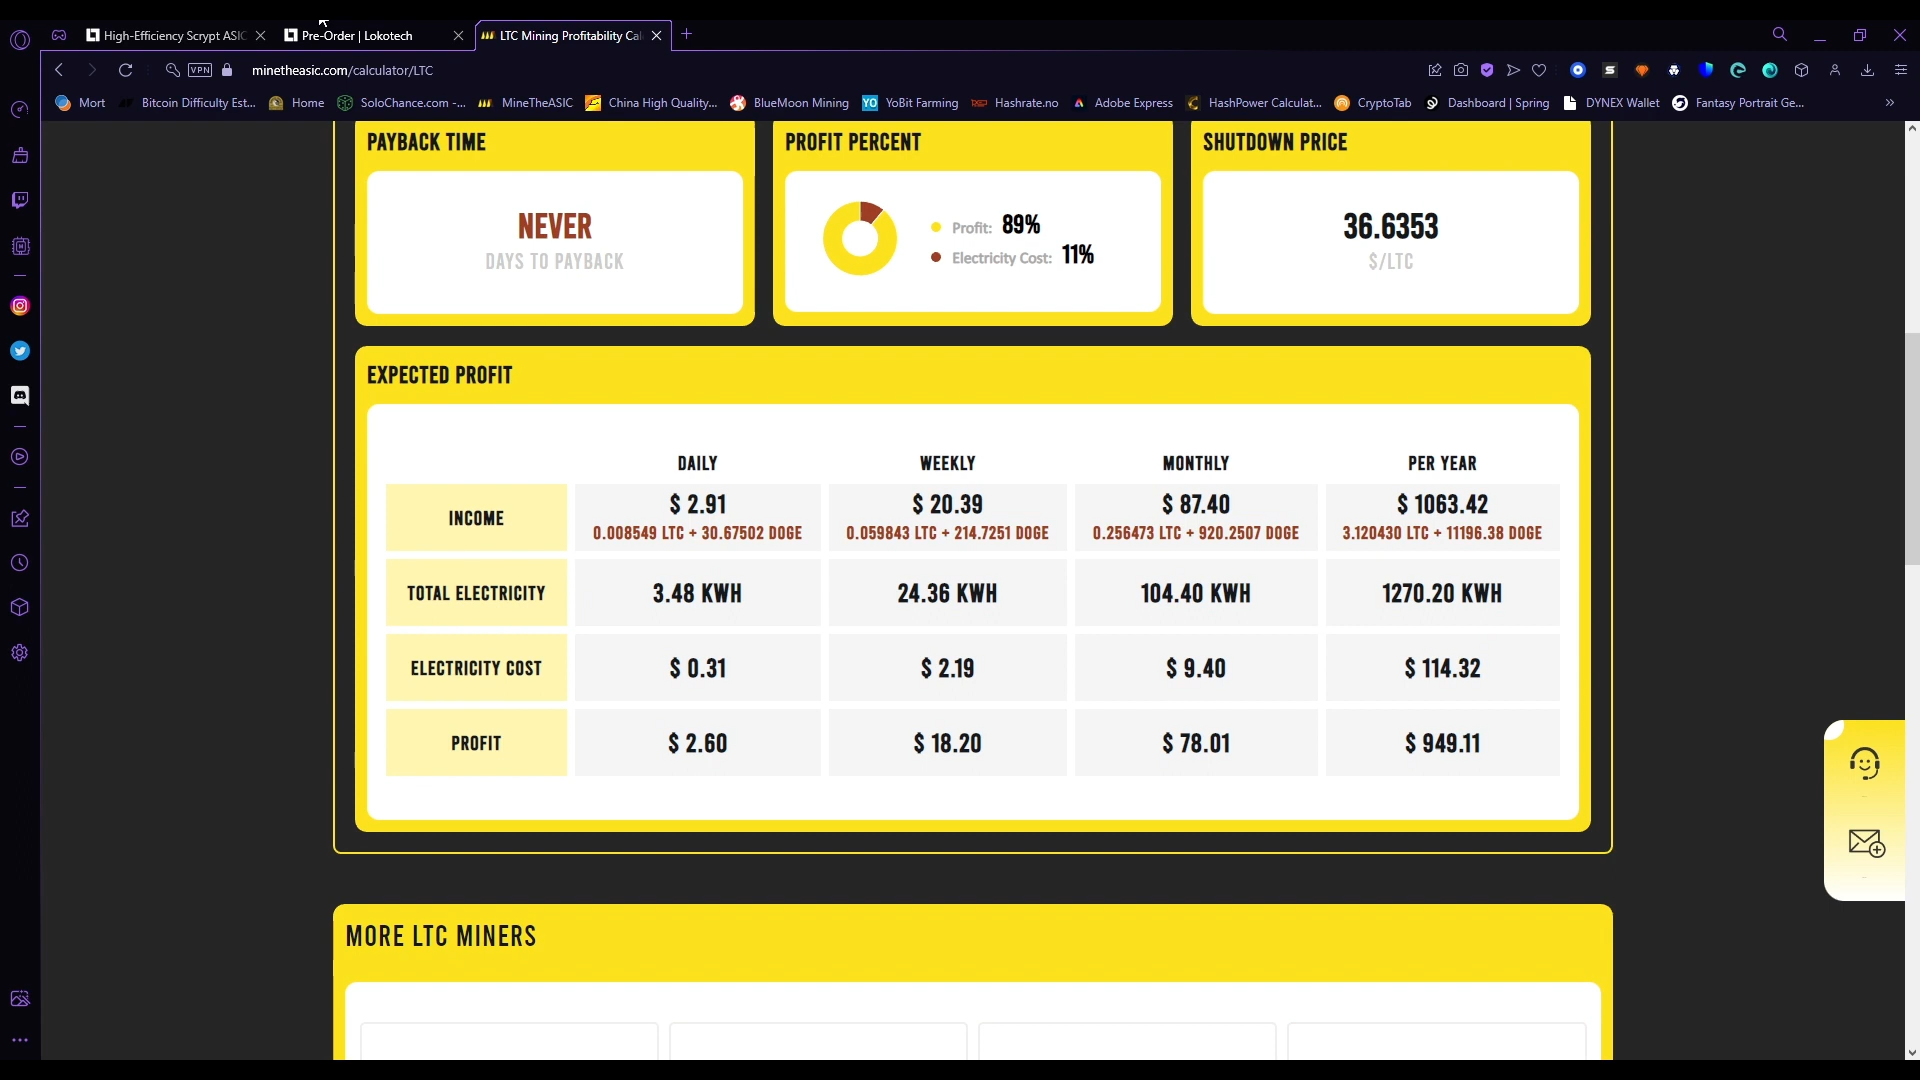 High-Efficiency Scrypt ASIC
Pre-Order | Lokotech
LTC Mining Profitability Cal
VPN
minetheasic.com/calculator/LTC
Mort
Bitcoin Difficulty Est...
Home
SoloChance.com -...
MineTheASIC
China High Quality...
BlueMoon Mining
YO
YoBit Farming
Hashrate.no
Adobe Express
HashPower Calculat...
CryptoTab
Dashboard | Spring
DYNEX Wallet
Fantasy Portrait Ge...
PAYBACK TIME
NEVER
DAYS TO PAYBACK
PROFIT PERCENT
Profit: 89%
Electricity Cost: 11%
SHUTDOWN PRICE
36.6353
$/LTC
EXPECTED PROFIT
DAILY WEEKLY MONTHLY PER YEAR
INCOME $ 2.91 $ 20.39 $ 87.40 $ 1063.42
0.008549 LTC + 30.67502 DOGE 0.059843 LTC + 214.7251 DOGE 0.256473 LTC + 920.2507 DOGE 3.120430 LTC + 11196.38 DOGE
TOTAL ELECTRICITY 3.48 KWH 24.36 KWH 104.40 KWH 1270.20 KWH
ELECTRICITY COST $ 0.31 $ 2.19 $ 9.40 $ 114.32
PROFIT $ 2.60 $ 18.20 $ 78.01 $ 949.11
MORE LTC MINERS